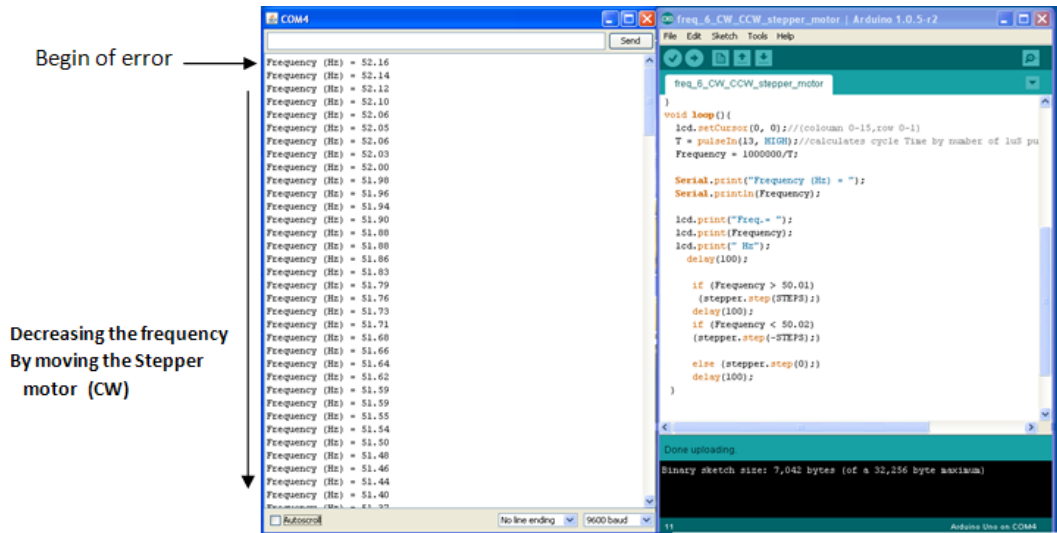 Begin of error
Decreasing the frequency
By moving the Stepper
motor (CW)
COM4
Send
Frequency (Hz) = 52.16
Frequency (Hz) = 52.14
Frequency (Hz) = 52.12
Frequency (Hz) = 52.10
Frequency (Hz) = 52.06
Frequency (Hz) = 52.05
Frequency (Hz) = 52.06
Frequency (Hz) = 52.03
Frequency (Hz) = 52.00
Frequency (Hz) = 51.98
Frequency (Hz) = 51.96
Frequency (Hz) = 51.94
Frequency (Hz) = 51.90
Frequency (Hz) = 51.88
Frequency (Hz) = 51.88
Frequency (Hz) = 51.86
Frequency (Hz) = 51.83
Frequency (Hz) = 51.79
Frequency (Hz) = 51.76
Frequency (Hz) = 51.73
Frequency (Hz) = 51.71
Frequency (Hz) = 51.68
Frequency (Hz) = 51.66
Frequency (Hz) = 51.64
Frequency (Hz) = 51.62
Frequency (Hz) = 51.59
Frequency (Hz) = 51.59
Frequency (Hz) = 51.55
Frequency (Hz) = 51.54
Frequency (Hz) = 51.50
Frequency (Hz) = 51.48
Frequency (Hz) = 51.46
Frequency (Hz) = 51.44
Frequency (Hz) = 51.40
Frequency (Hz) = 51.37
Autoscroll
No line ending
9600 baud
freq_6_CW_CCW_stepper_motor | Arduino 1.0.5-r2
File Edit Sketch Tools Help
freq_6_CW_CCW_stepper_motor
}
void loop(){
lcd.setCursor(0, 0);//(coloumn 0-15,row 0-1)
T = pulseIn(13, HIGH);//calculates cycle Time by number of 1uS pu
Frequency = 1000000/T;
Serial.print("Frequency (Hz) = ");
Serial.println(Frequency);
lcd.print("Freq.= ");
lcd.print(Frequency);
lcd.print(" Hz");
delay(100);
if (Frequency > 50.01)
{stepper.step(STEPS);}
delay(100);
if (Frequency < 50.02)
{stepper.step(-STEPS);}
else {stepper.step(0);}
delay(100);
}
Done uploading.
Binary sketch size: 7,042 bytes (of a 32,256 byte maximum)
11
Arduino Uno on COM4